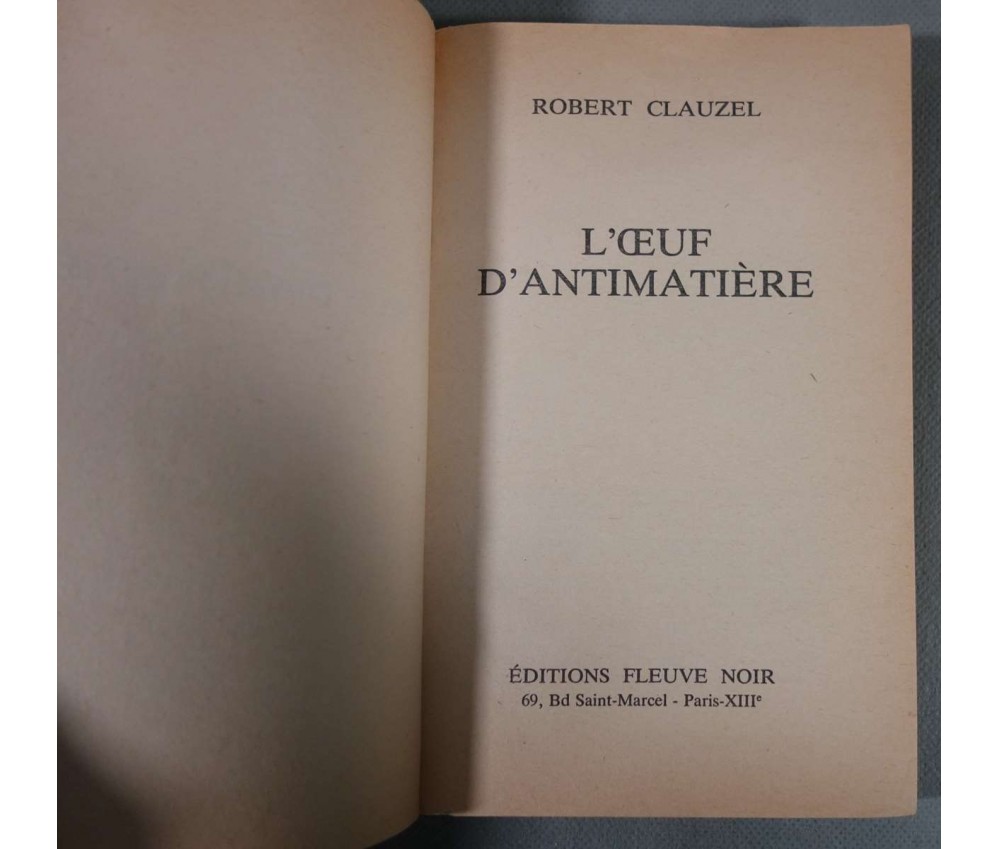 ROBERT CLAUZEL
L'ŒUF
D'ANTIMATIÈRE
ÉDITIONS FLEUVE NOIR
69, Bd Saint-Marcel - Paris-XIIIᵉ